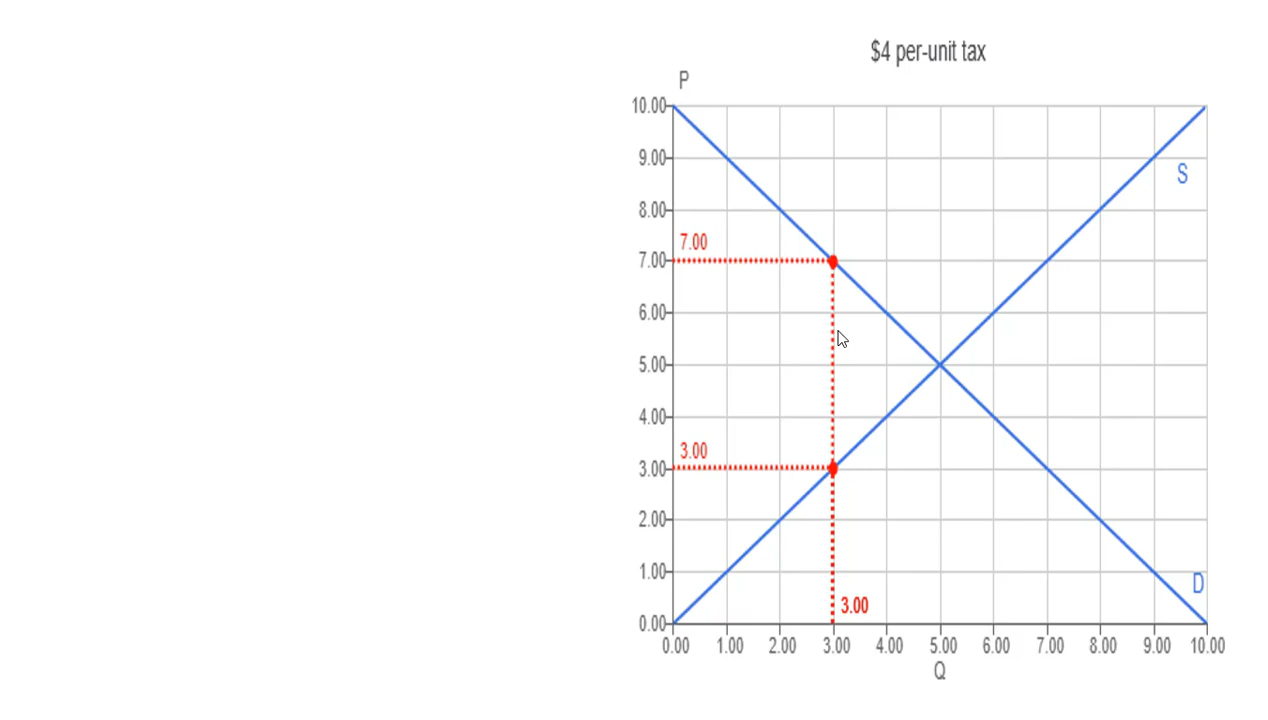 $4 per-unit tax
P
10.00
9.00
S
8.00
7.00
7.00
6.00
5.00
4.00
3.00
3.00
2.00
1.00
D
3.00
0.00
0.00 1.00 2.00 3.00 4.00 5.00 6.00 7.00 8.00 9.00 10.00
Q